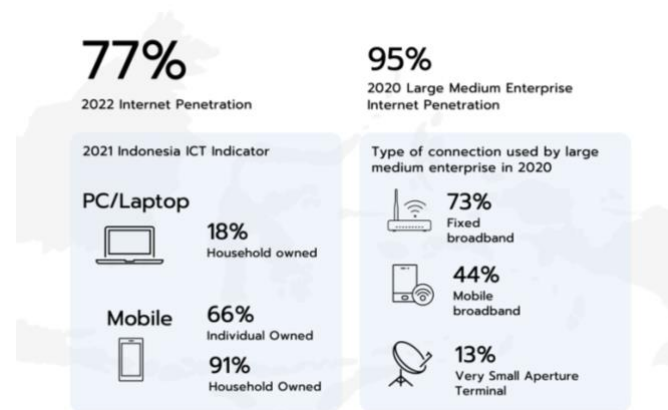 77%
2022 Internet Penetration
95%
2020 Large Medium Enterprise
Internet Penetration
2021 Indonesia ICT Indicator
PC/Laptop
18%
Household owned
Mobile
66%
Individual Owned
91%
Household Owned
Type of connection used by large
medium enterprise in 2020
73%
Fixed
broadband
44%
Mobile
broadband
13%
Very Small Aperture
Terminal